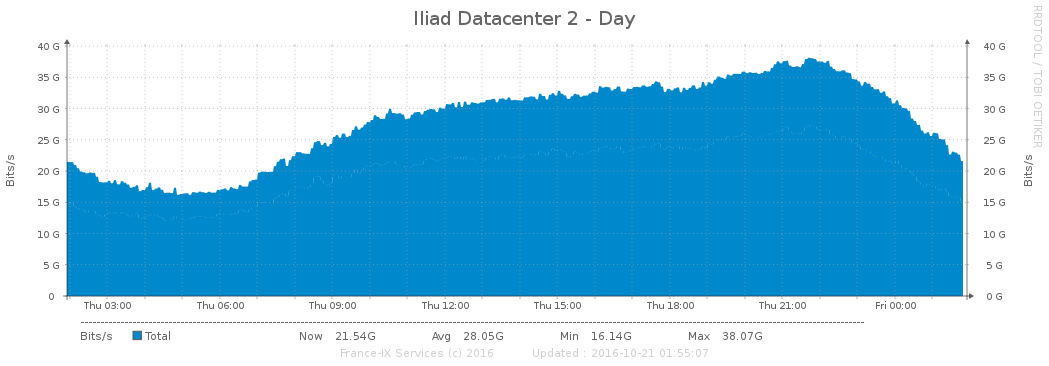 Iliad Datacenter 2 - Day
RRDTOOL / TOBI OETIKER
Bits/s
40 G 40 G
35 G 35 G
30 G 30 G
25 G 25 G
20 G 20 G
15 G 15 G
10 G 10 G
5 G 5 G
0 0 G
Bits/s
Thu 03:00 Thu 06:00 Thu 09:00 Thu 12:00 Thu 15:00 Thu 18:00 Thu 21:00 Fri 00:00
Bits/s Total Now 21.54G Avg 28.05G Min 16.14G Max 38.07G
France-IX Services (c) 2016 Updated : 2016-10-21 01:55:07